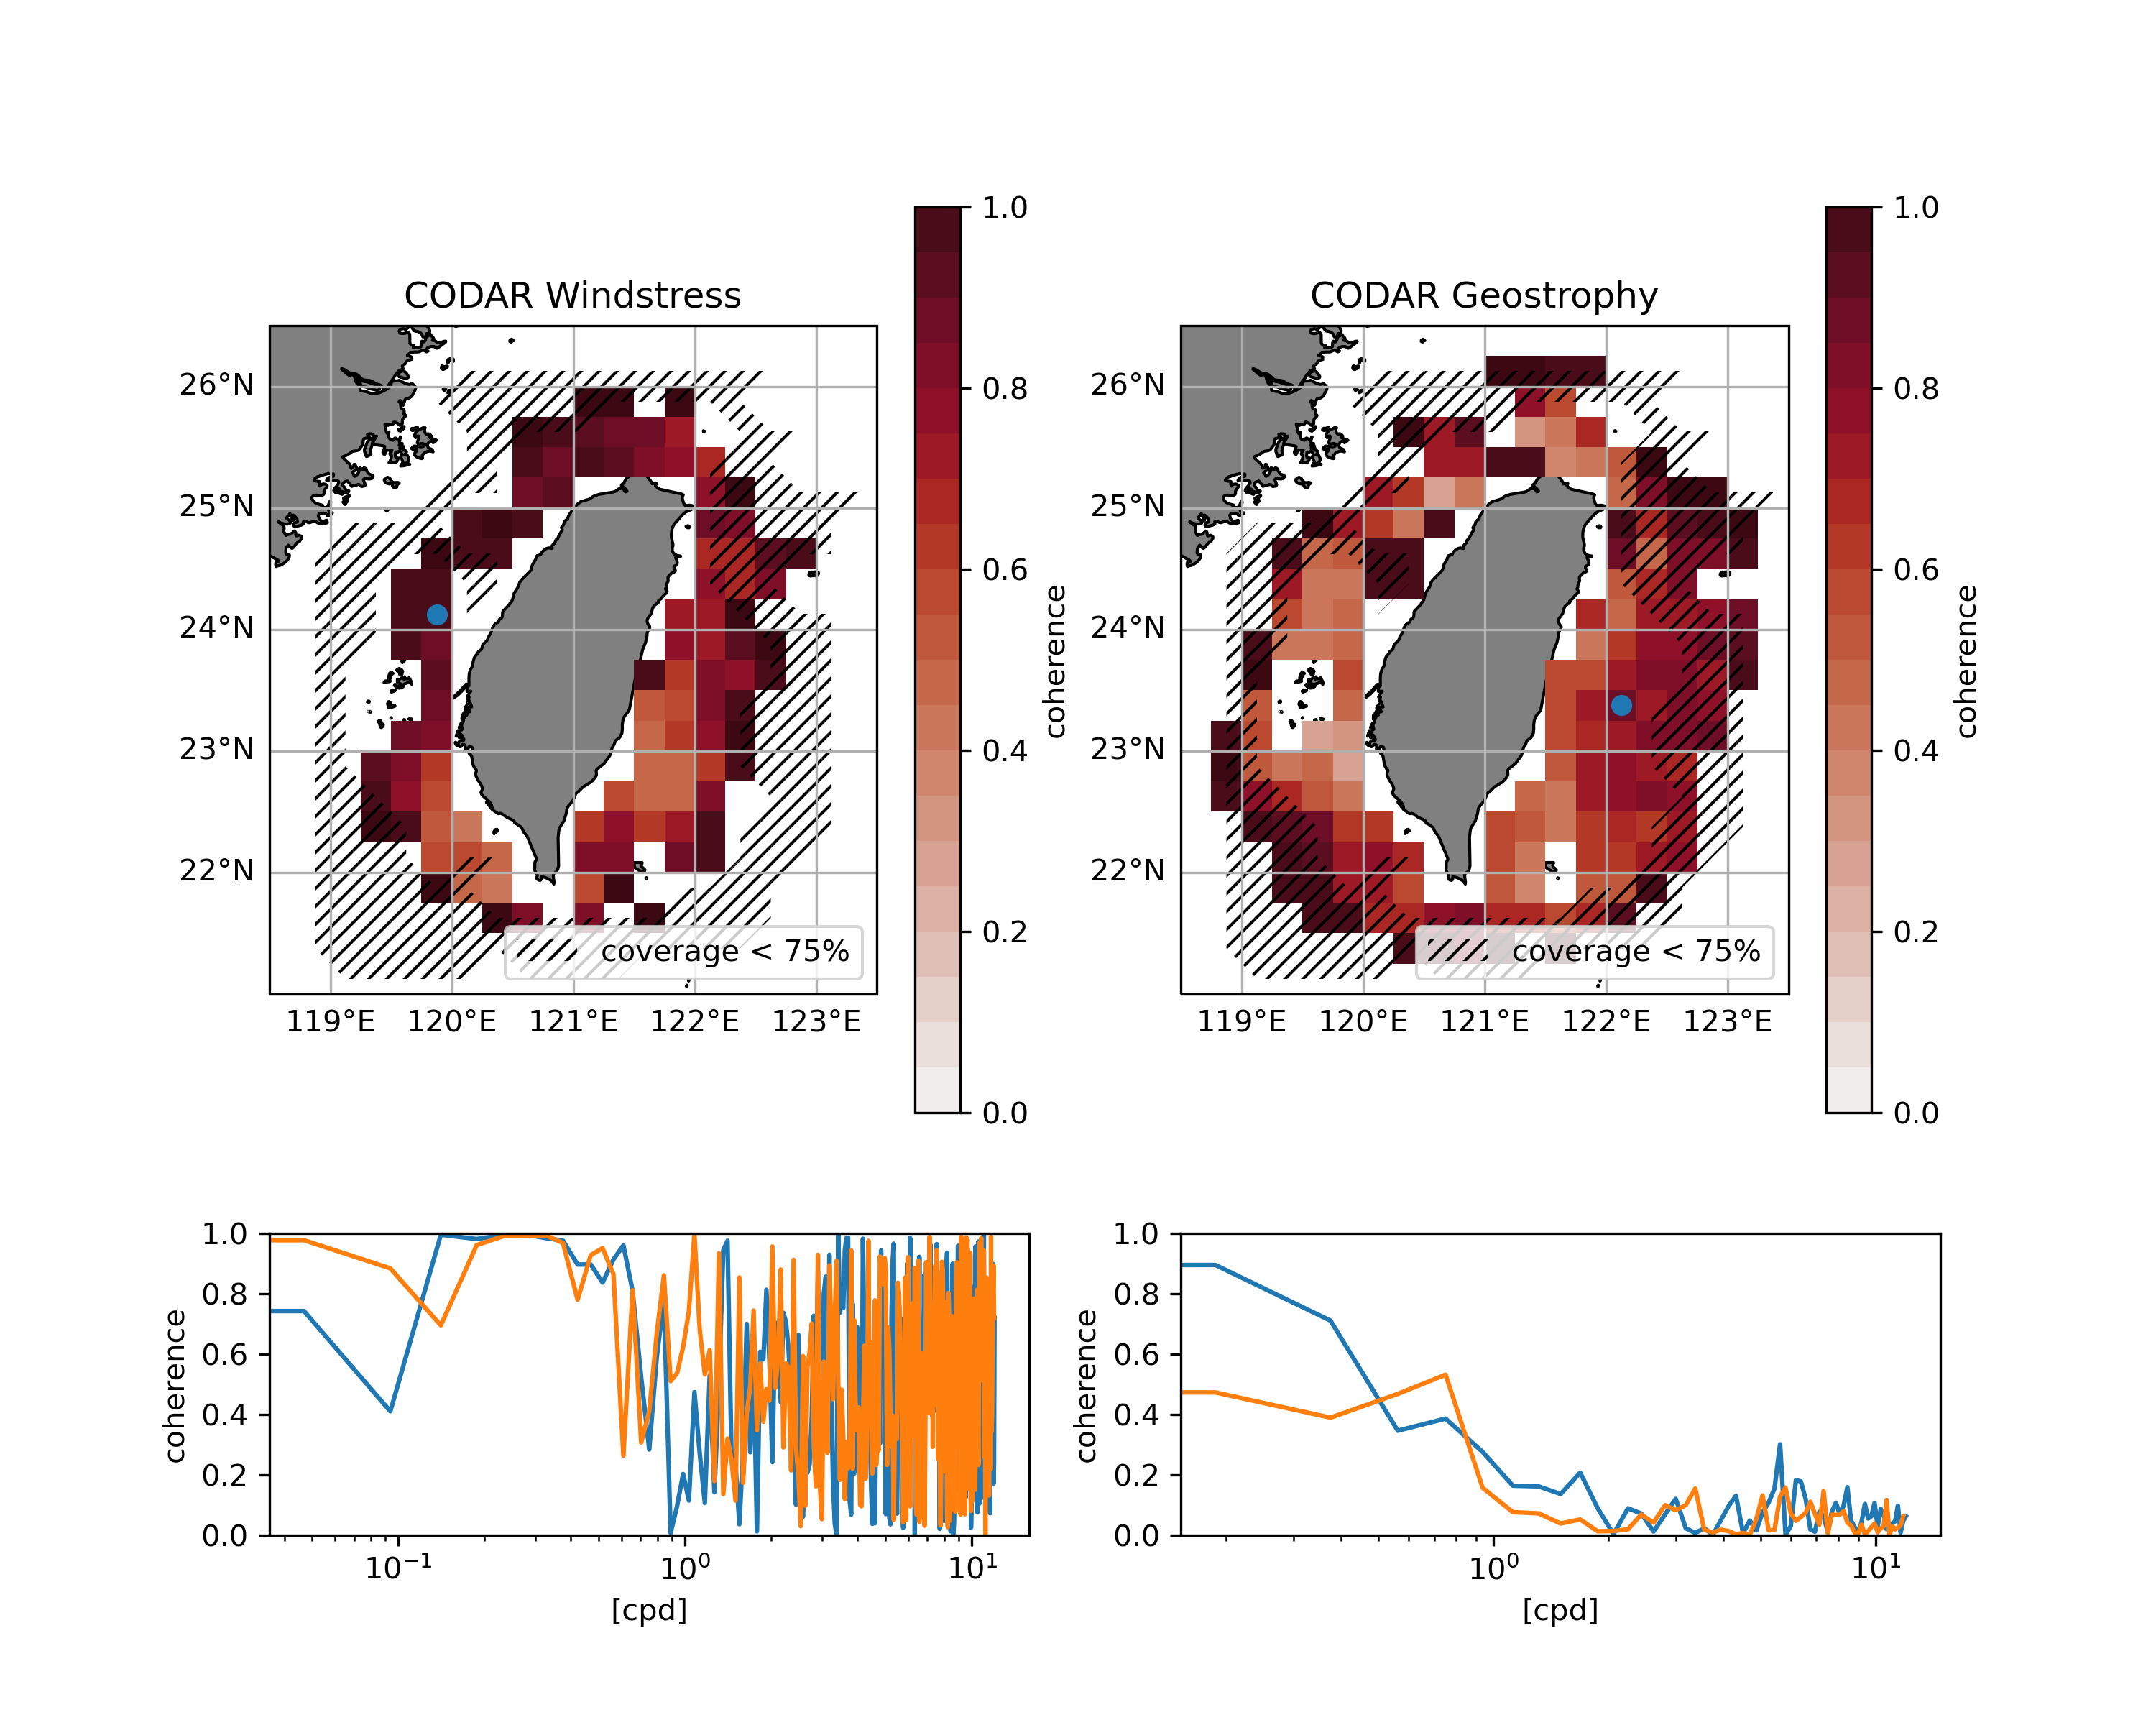 CODAR Windstress
26°N
25°N
24°N
23°N
22°N
119°E 120°E 121°E 122°E 123°E
coverage < 75%
1.0
0.8
0.6
0.4
0.2
0.0
coherence
CODAR Geostrophy
26°N
25°N
24°N
23°N
22°N
119°E 120°E 121°E 122°E 123°E
coverage < 75%
1.0
0.8
0.6
0.4
0.2
0.0
coherence
1.0
0.8
0.6
0.4
0.2
0.0
coherence
10⁻¹ 10⁰ 10¹
[cpd]
1.0
0.8
0.6
0.4
0.2
0.0
coherence
10⁰ 10¹
[cpd]